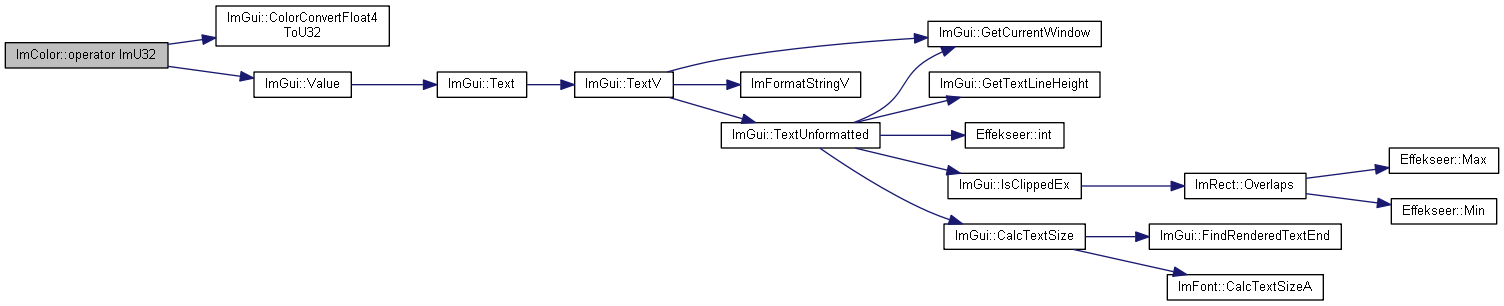 ImColor::operator ImU32
ImGui::ColorConvertFloat4
ToU32
ImGui::Value
ImGui::Text
ImGui::TextV
ImGui::GetCurrentWindow
ImFormatStringV
ImGui::TextUnformatted
ImGui::GetTextLineHeight
Effekseer::int
ImGui::IsClippedEx
ImGui::CalcTextSize
ImRect::Overlaps
Effekseer::Max
Effekseer::Min
ImGui::FindRenderedTextEnd
ImFont::CalcTextSizeA